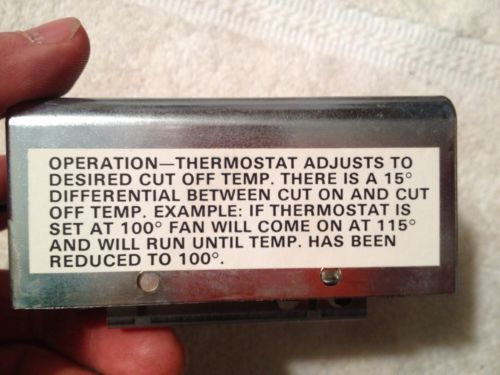 OPERATION—THERMOSTAT ADJUSTS TO
DESIRED CUT OFF TEMP. THERE IS A 15°
DIFFERENTIAL BETWEEN CUT ON AND CUT
OFF TEMP. EXAMPLE: IF THERMOSTAT IS
SET AT 100° FAN WILL COME ON AT 115°
AND WILL RUN UNTIL TEMP. HAS BEEN
REDUCED TO 100°.